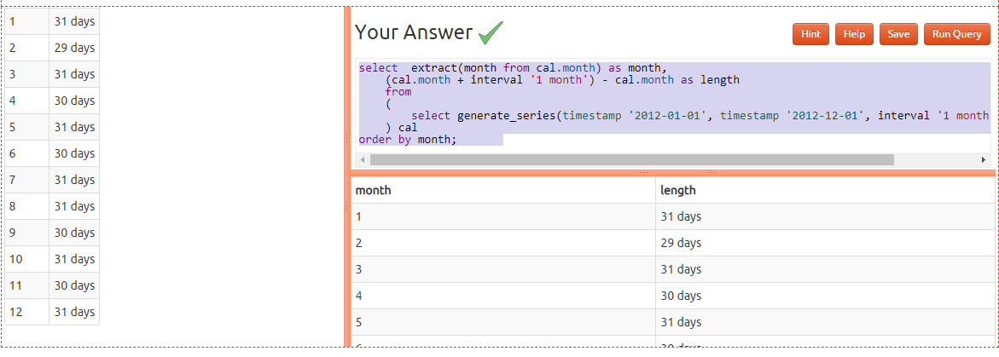 1 31 days
2 29 days
3 31 days
4 30 days
5 31 days
6 30 days
7 31 days
8 31 days
9 30 days
10 31 days
11 30 days
12 31 days
Your Answer
Hint Help Save Run Query
select  extract(month from cal.month) as month,
    (cal.month + interval '1 month') - cal.month as length
    from
    (
        select generate_series(timestamp '2012-01-01', timestamp '2012-12-01', interval '1 month
    ) cal
order by month;
month length
1 31 days
2 29 days
3 31 days
4 30 days
5 31 days